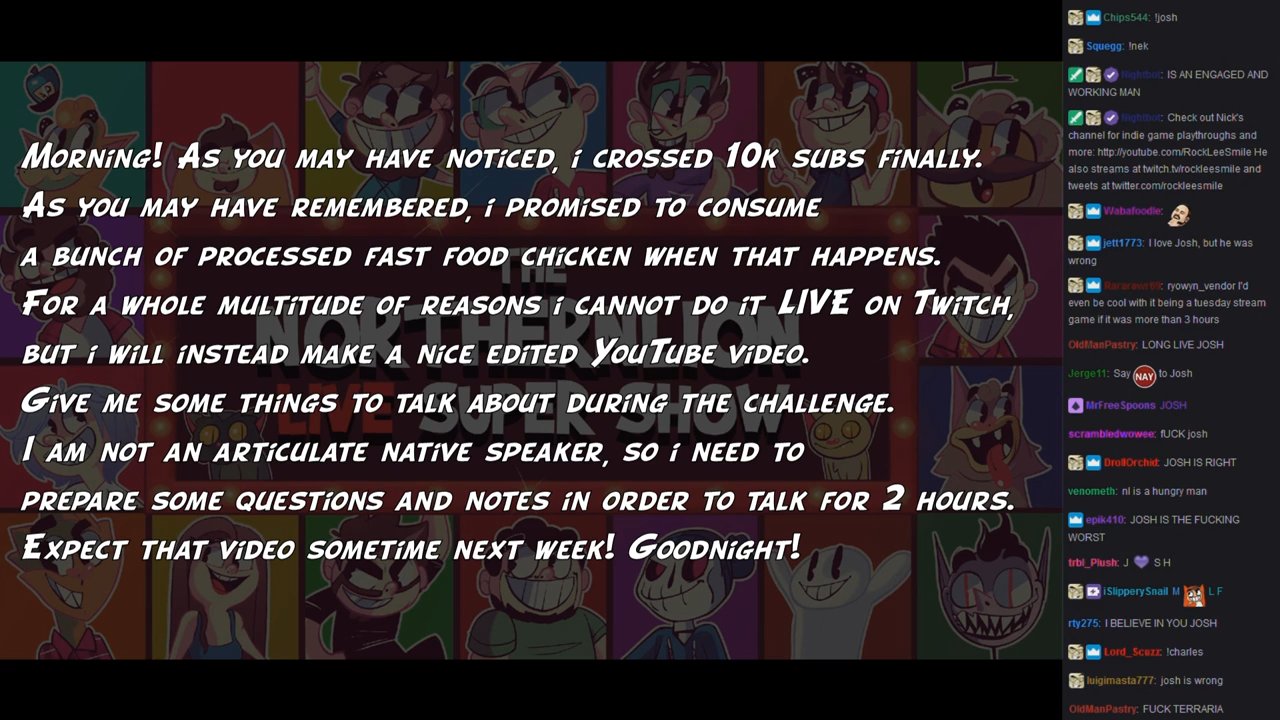 Morning! As you may have noticed, i crossed 10k subs finally.
As you may have remembered, i promised to consume
a bunch of processed fast food chicken when that happens.
For a whole multitude of reasons i cannot do it LIVE on Twitch,
but i will instead make a nice edited YouTube video.
Give me some things to talk about during the challenge.
I am not an articulate native speaker, so i need to
prepare some questions and notes in order to talk for 2 hours.
Expect that video sometime next week! Goodnight!
THE
NORTHERNLION
LIVE SUPER SHOW
Chips544: !josh
Squegg: !nek
Nightbot: IS AN ENGAGED AND
WORKING MAN
Nightbot: Check out Nick's
channel for indie game playthroughs and
more: http://youtube.com/RockLeeSmile He
also streams at twitch.tv/rockleesmile and
tweets at twitter.com/rockleesmile
Wabafoodle:
jett1773: I love Josh, but he was
wrong
Rararawr69: ryowyn_vendor I'd
even be cool with it being a tuesday stream
game if it was more than 3 hours
OldManPastry: LONG LIVE JOSH
Jerge11: Say NAY to Josh
MrFreeSpoons JOSH
scrambledwowee: fUCK josh
DrollOrchid: JOSH IS RIGHT
venometh: nl is a hungry man
epik410: JOSH IS THE FUCKING
WORST
trbl_Plush: J S H
iSlipperySnail M L F
rty275: I BELIEVE IN YOU JOSH
Lord_Scuzz: !charles
luigimasta777: josh is wrong
OldManPastry: FUCK TERRARIA